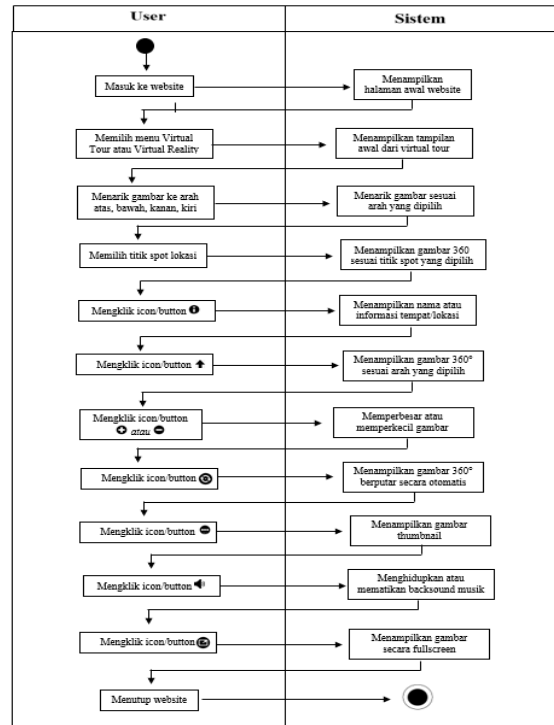 User
Sistem
Masuk ke website
Menampilkan
halaman awal website
Memilih menu Virtual
Tour atau Virtual Reality
Menampilkan tampilan
awal dari virtual tour
Menarik gambar ke arah
atas, bawah, kanan, kiri
Menarik gambar sesuai
arah yang dipilih
Memilih titik spot lokasi
Menampilkan gambar 360
sesuai titik spot yang dipilih
Mengklik icon/button
Menampilkan nama atau
informasi tempat/lokasi
Mengklik icon/button
Menampilkan gambar 360°
sesuai arah yang dipilih
Mengklik icon/button
atau
Memperbesar atau
memperkecil gambar
Mengklik icon/button
Menampilkan gambar 360°
berputar secara otomatis
Mengklik icon/button
Menampilkan gambar
thumbnail
Mengklik icon/button
Menghidupkan atau
mematikan backsound musik
Mengklik icon/button
Menampilkan gambar
secara fullscreen
Menutup website